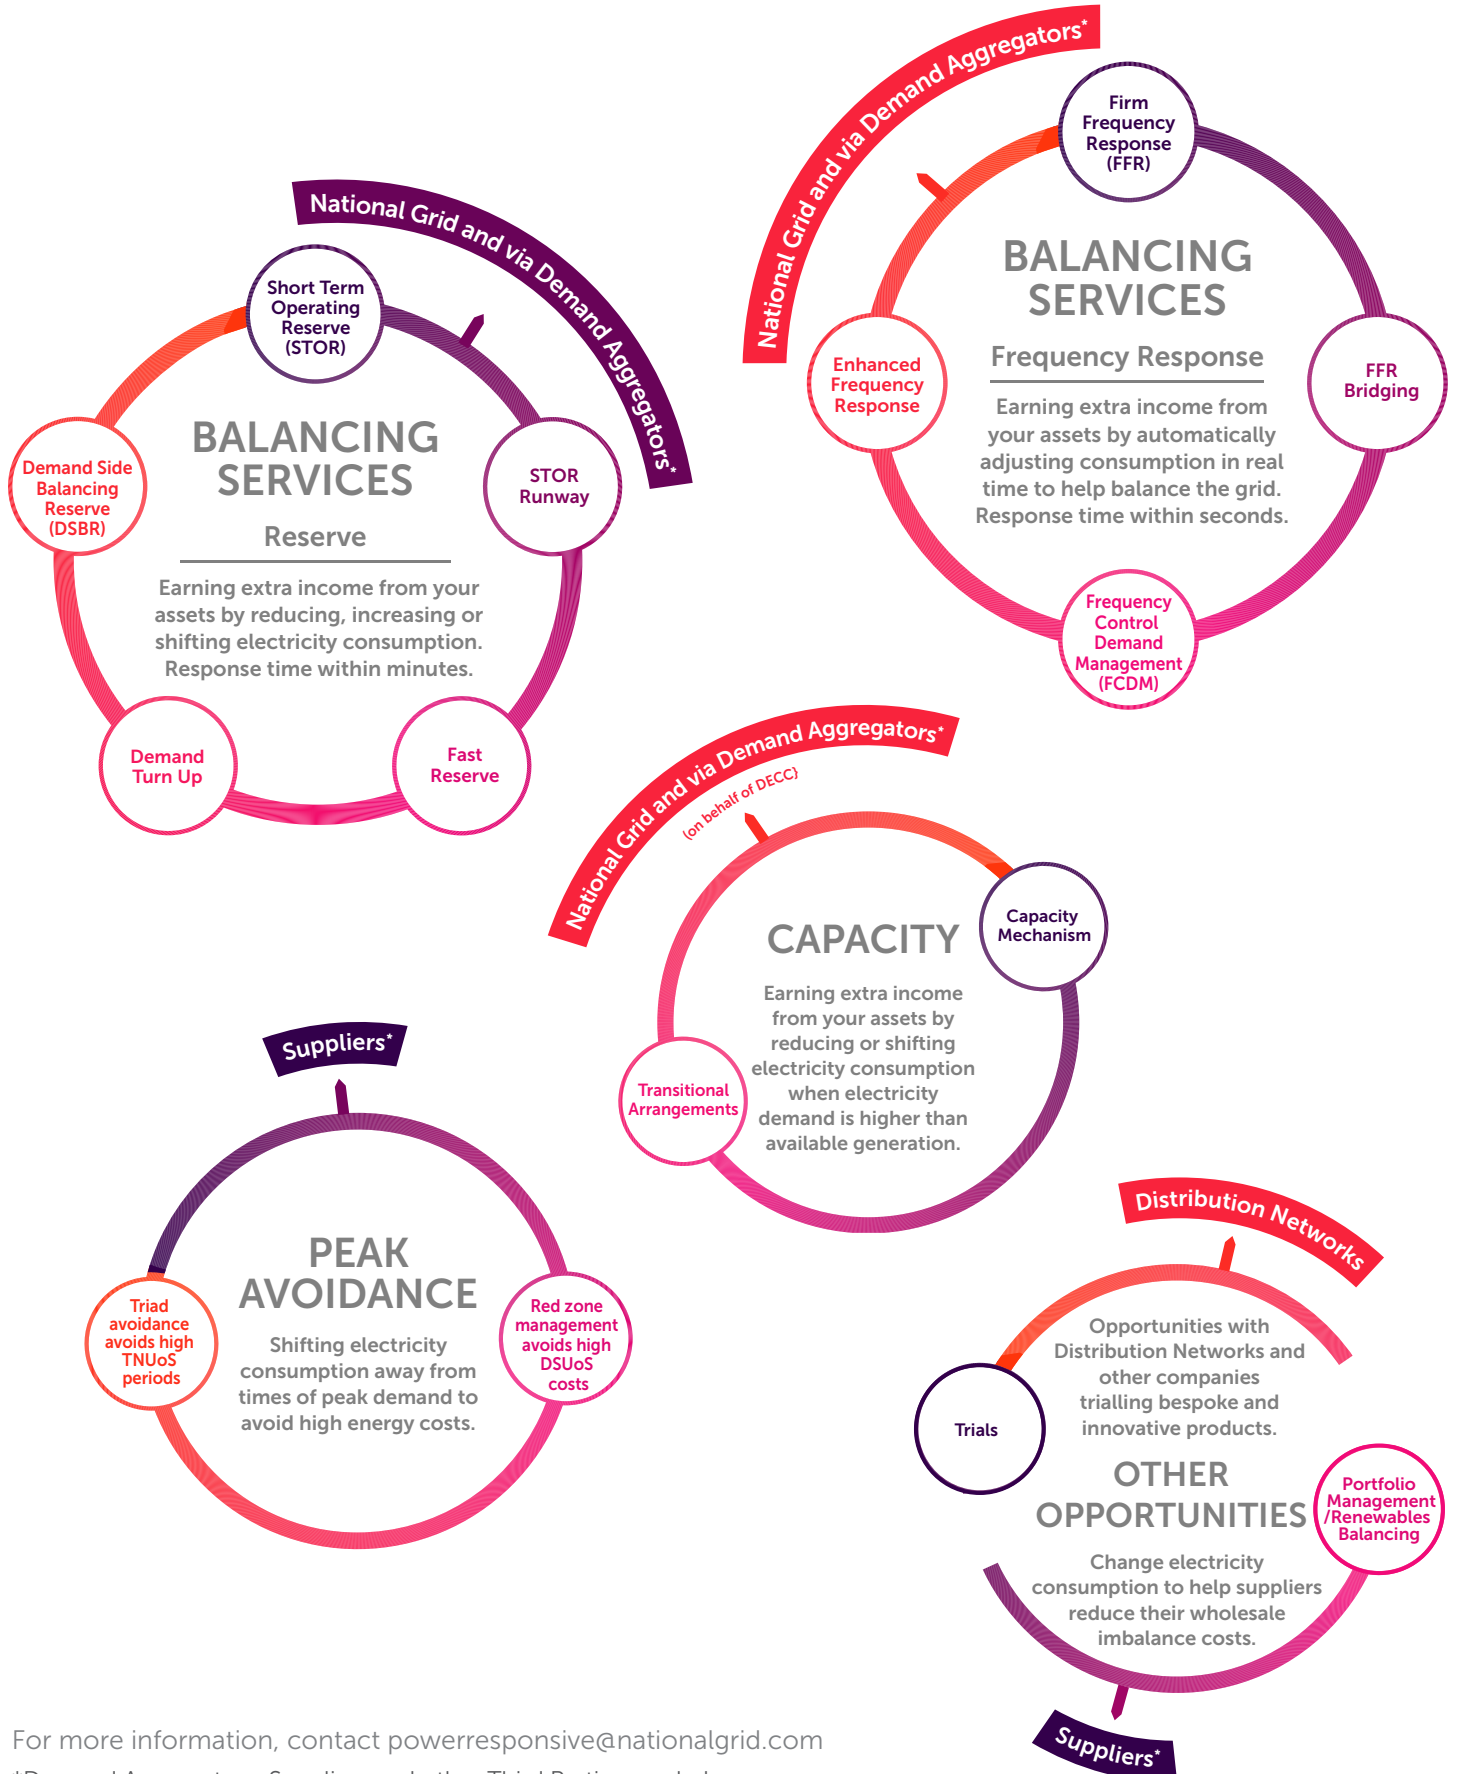 National Grid and via Demand Aggregators*
Short Term
Operating
Reserve
(STOR)
STOR
Runway
Fast
Reserve
Demand
Turn Up
Demand Side
Balancing
Reserve
(DSBR)
BALANCING
SERVICES
Reserve
Earning extra income from your
assets by reducing, increasing or
shifting electricity consumption.
Response time within minutes.
National Grid and via Demand Aggregators*
Firm
Frequency
Response
(FFR)
FFR
Bridging
Frequency
Control
Demand
Management
(FCDM)
Enhanced
Frequency
Response
BALANCING
SERVICES
Frequency Response
Earning extra income from
your assets by automatically
adjusting consumption in real
time to help balance the grid.
Response time within seconds.
National Grid and via Demand Aggregators*
(on behalf of DECC}
Capacity
Mechanism
Transitional
Arrangements
CAPACITY
Earning extra income
from your assets by
reducing or shifting
electricity consumption
when electricity
demand is higher than
available generation.
Suppliers*
PEAK
AVOIDANCE
Shifting electricity
consumption away from
times of peak demand to
avoid high energy costs.
Triad
avoidance
avoids high
TNUoS
periods
Red zone
management
avoids high
DSUoS
costs
Distribution Networks
Opportunities with
Distribution Networks and
other companies
trialling bespoke and
innovative products.
Trials
OTHER
OPPORTUNITIES
Portfolio
Management
/Renewables
Balancing
Change electricity
consumption to help suppliers
reduce their wholesale
imbalance costs.
Suppliers*
For more information, contact powerresponsive@nationalgrid.com